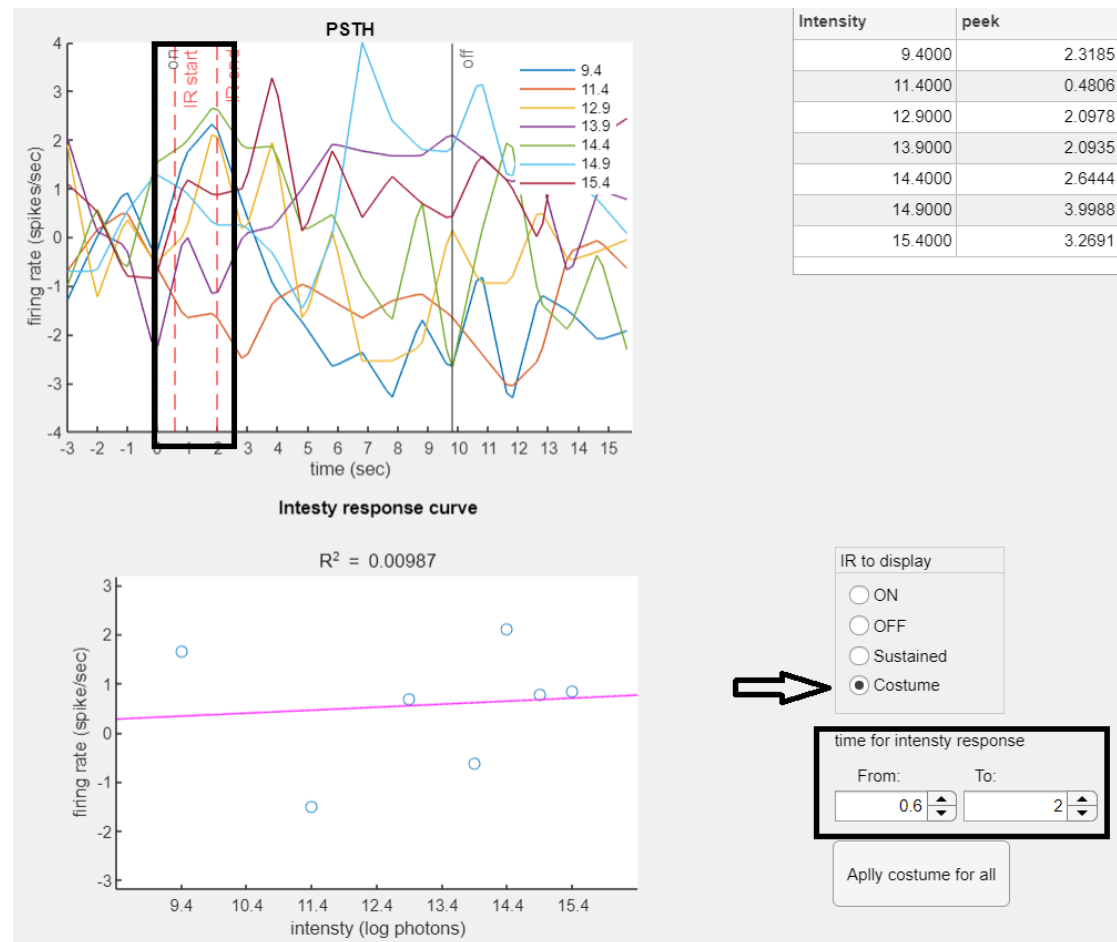 PSTH
Intensity peek
9.4000 2.3185
11.4000 0.4806
12.9000 2.0978
13.9000 2.0935
14.4000 2.6444
14.9000 3.9988
15.4000 3.2691
on
IR start
IR end
off
9.4
11.4
12.9
13.9
14.4
14.9
15.4
4
3
2
1
0
-1
-2
-3
-4
firing rate (spikes/sec)
-3 -2 -1 0 1 2 3 4 5 6 7 8 9 10 11 12 13 14 15
time (sec)
Intesty response curve
R² = 0.00987
3
2
1
0
-1
-2
-3
firing rate (spike/sec)
9.4 10.4 11.4 12.4 13.4 14.4 15.4
intensty (log photons)
IR to display
ON
OFF
Sustained
Costume
time for intensty response
From: To:
0.6 2
Aplly costume for all